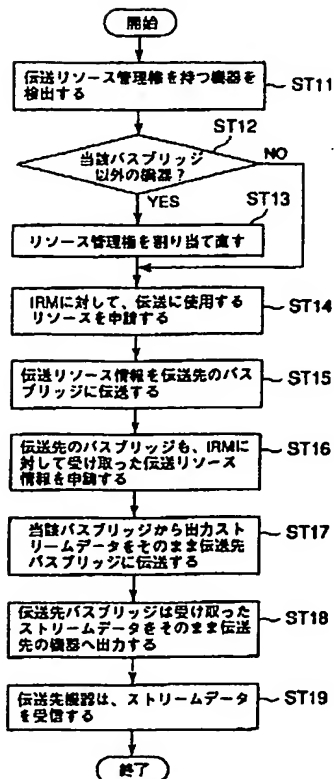 開始
伝送リソース管理権を持つ機器を
検出する
ST11
ST12
当該バスブリッジ
以外の機器？
NO
YES
ST13
リソース管理権を割り当て直す
IRMに対して、伝送に使用する
リソースを申請する
ST14
伝送リソース情報を伝送先のバス
ブリッジに伝送する
ST15
伝送先のバスブリッジも、IRMに
対して受け取った伝送リソース
情報を申請する
ST16
当該バスブリッジから出力スト
リームデータをそのまま伝送先
バスブリッジに伝送する
ST17
伝送先バスブリッジは受け取った
ストリームデータをそのまま伝送
先の機器へ出力する
ST18
伝送先機器は、ストリームデータ
を受信する
ST19
終了